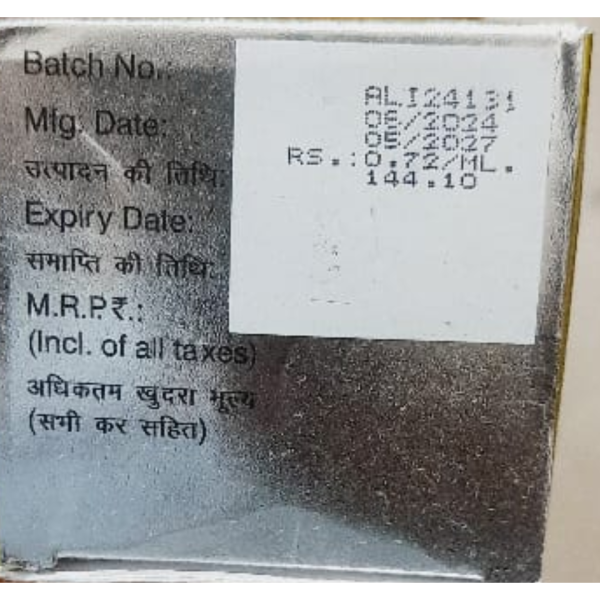 Batch No.:
Mfg. Date:
उत्पादन की तिथि:
Expiry Date:
समाप्ति की तिथि:
M.R.P.₹.:
(Incl. of all taxes)
अधिकतम खुदरा मूल्य
(सभी कर सहित)
ALI24131
06/2024
05/2027
RS.:0.72/ML.
144.10